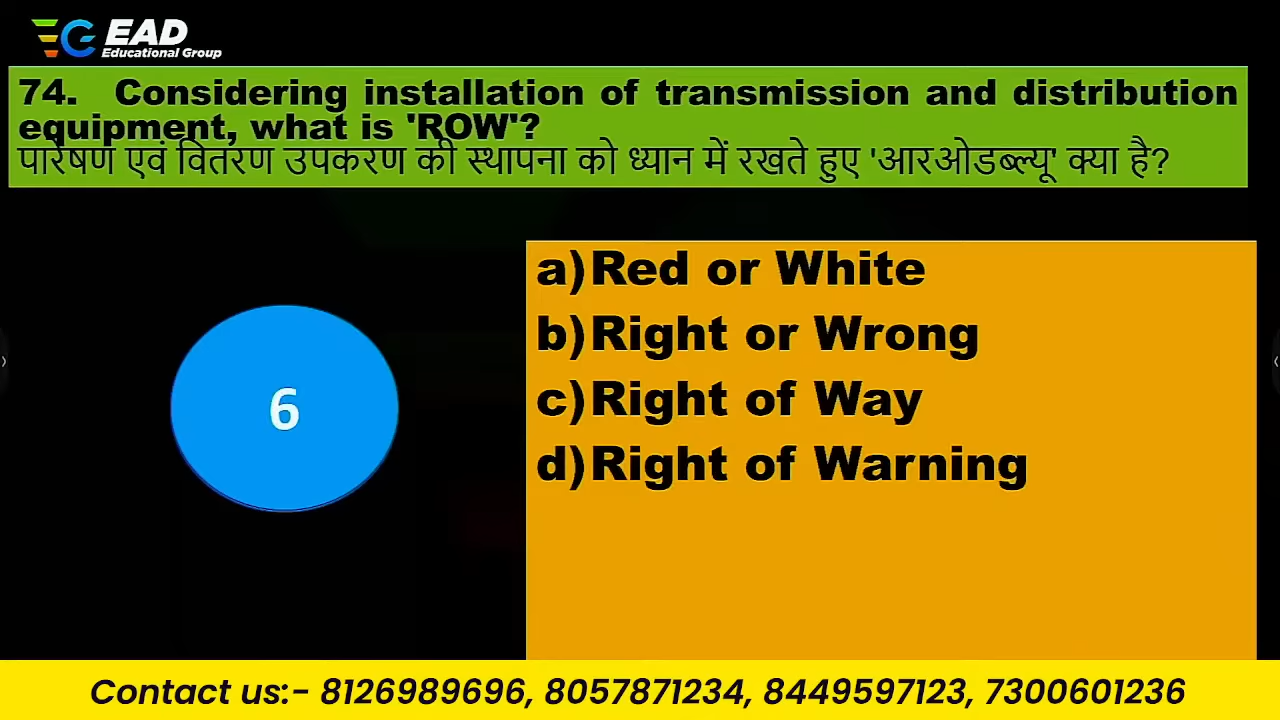 EAD
Educational Group
74. Considering installation of transmission and distribution
equipment, what is 'ROW'?
पारेषण एवं वितरण उपकरण की स्थापना को ध्यान में रखते हुए 'आरओडब्ल्यू' क्या है?
6
a)Red or White
b)Right or Wrong
c)Right of Way
d)Right of Warning
Contact us:- 8126989696, 8057871234, 8449597123, 7300601236